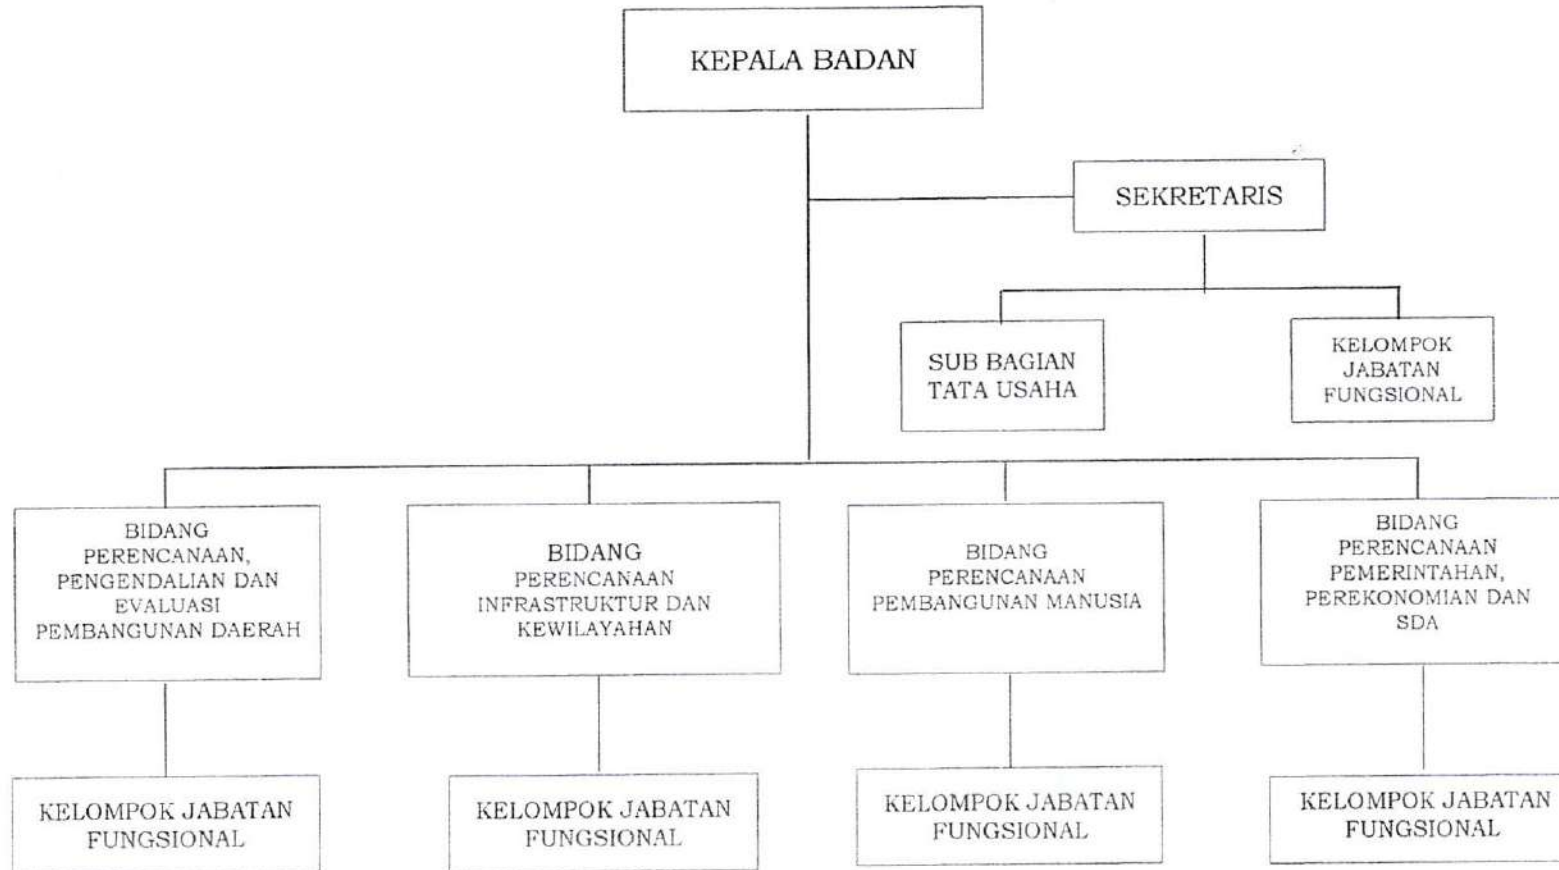 KEPALA BADAN
SEKRETARIS
SUB BAGIAN
TATA USAHA
KELOMPOK
JABATAN
FUNGSIONAL
BIDANG
PERENCANAAN,
PENGENDALIAN DAN
EVALUASI
PEMBANGUNAN DAERAH
BIDANG
PERENCANAAN
INFRASTRUKTUR DAN
KEWILAYAHAN
BIDANG
PERENCANAAN
PEMBANGUNAN MANUSIA
BIDANG
PERENCANAAN
PEMERINTAHAN,
PEREKONOMIAN DAN
SDA
KELOMPOK JABATAN
FUNGSIONAL
KELOMPOK JABATAN
FUNGSIONAL
KELOMPOK JABATAN
FUNGSIONAL
KELOMPOK JABATAN
FUNGSIONAL